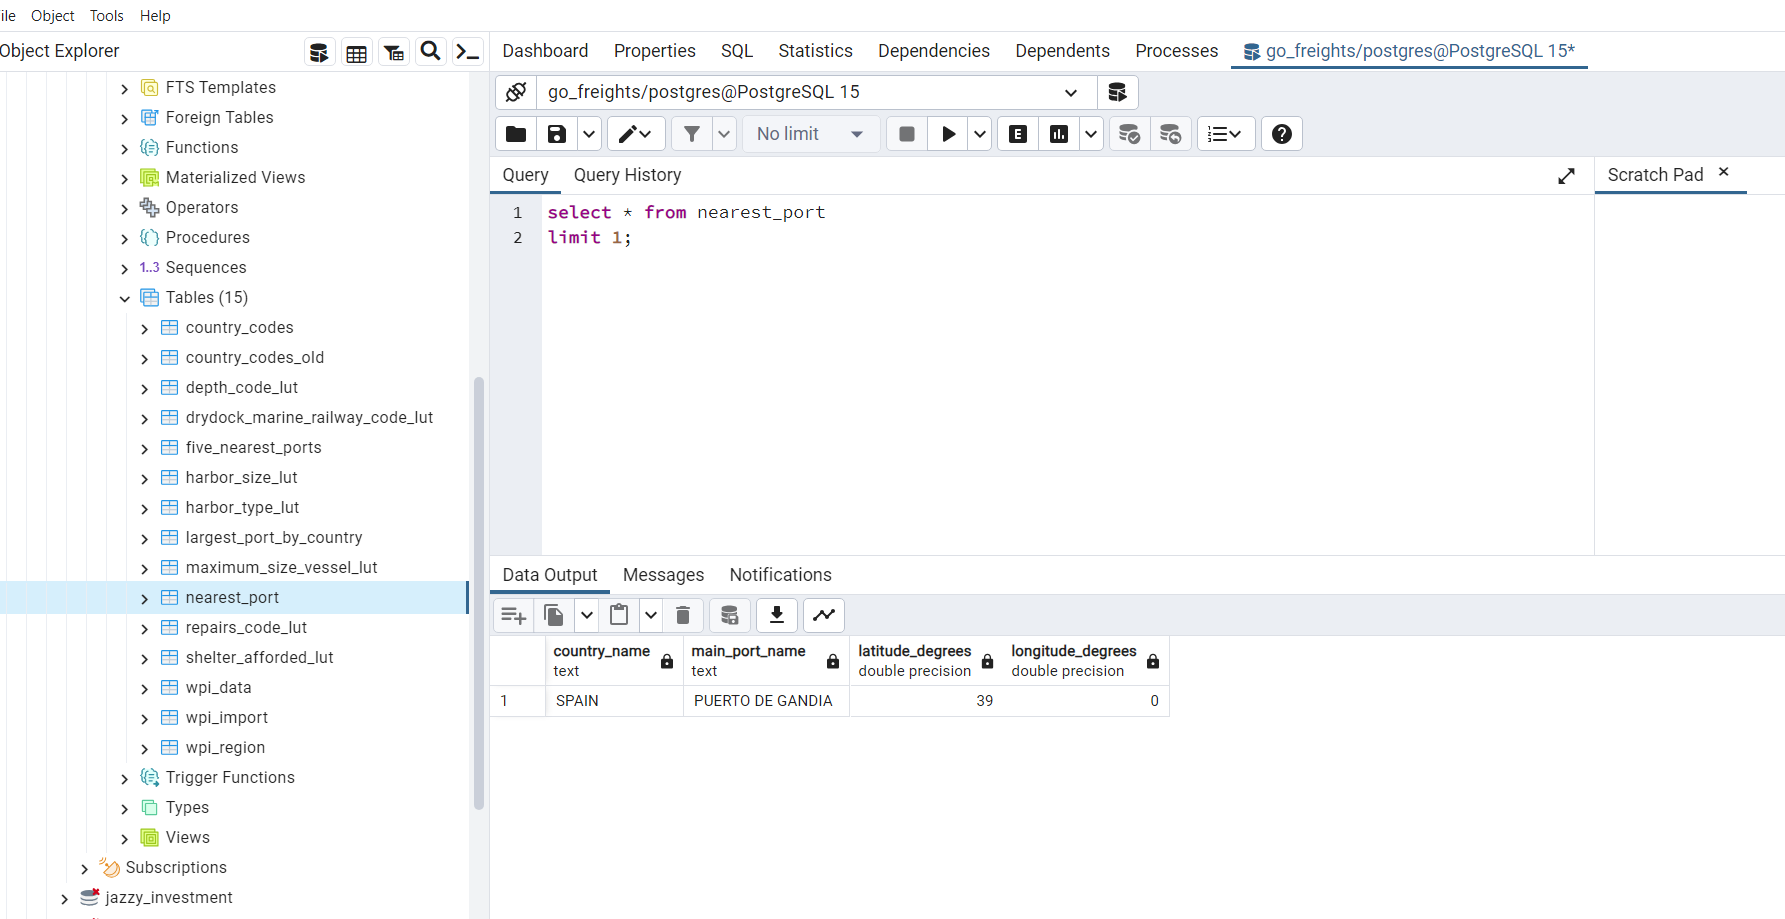 ile Object Tools Help
Object Explorer
FTS Templates
Foreign Tables
Functions
Materialized Views
Operators
Procedures
1..3 Sequences
Tables (15)
country_codes
country_codes_old
depth_code_lut
drydock_marine_railway_code_lut
five_nearest_ports
harbor_size_lut
harbor_type_lut
largest_port_by_country
maximum_size_vessel_lut
nearest_port
repairs_code_lut
shelter_afforded_lut
wpi_data
wpi_import
wpi_region
Trigger Functions
Types
Views
Subscriptions
jazzy_investment
Dashboard Properties SQL Statistics Dependencies Dependents Processes go_freights/postgres@PostgreSQL 15*
go_freights/postgres@PostgreSQL 15
No limit E
Query Query History
1 select * from nearest_port
2 limit 1;
Scratch Pad
Data Output Messages Notifications
country_name main_port_name latitude_degrees longitude_degrees
text text double precision double precision
1 SPAIN PUERTO DE GANDIA 39 0